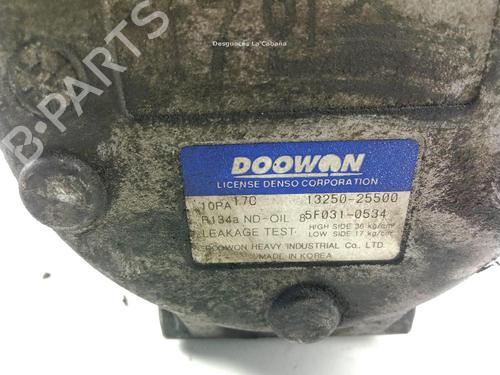 Desguaces La Cabaña
B-PARTS
DOOWON
LICENSE DENSO CORPORATION
10PA17C 13250-25500
R134a ND-OIL 8 5F031-0534
LEAKAGE TEST HIGH SIDE 36 kg/cm²
LOW SIDE 17 kg/cm²
DOOWON HEAVY INDUSTRIAL Co., LTD.
MADE IN KOREA